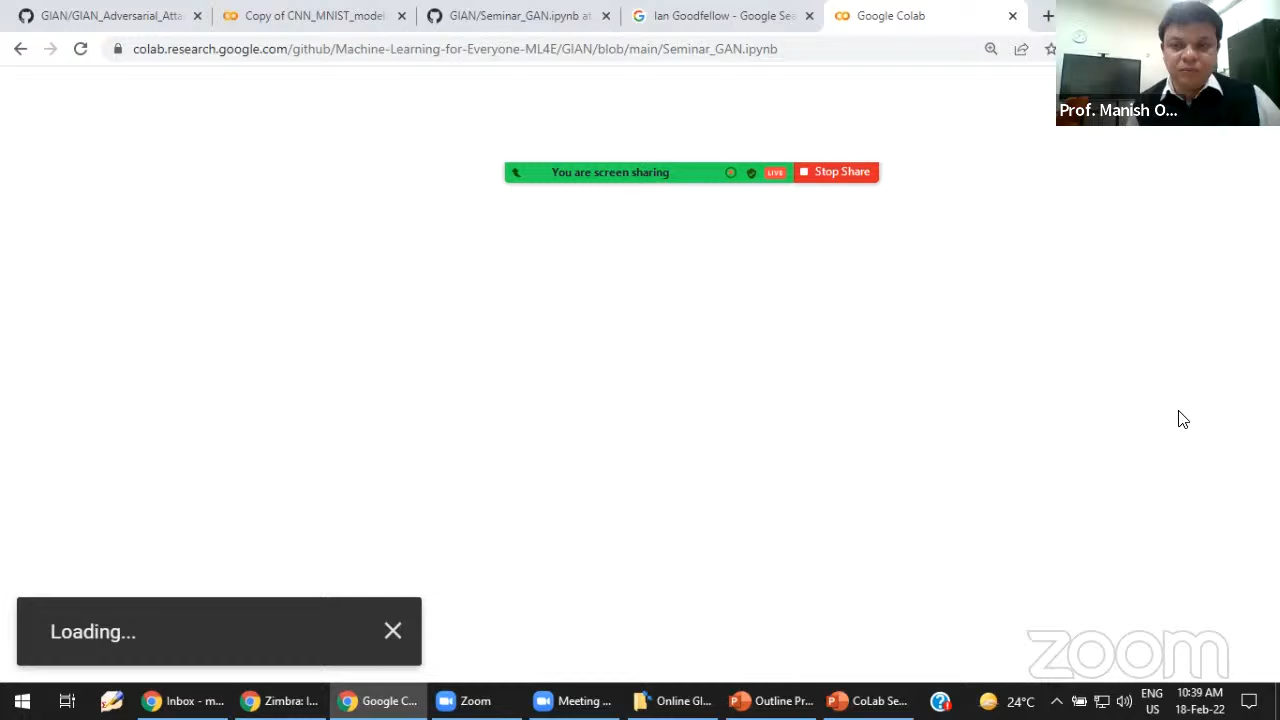 GIAN/GIAN_Adversarial_Atta
Copy of CNN_MNIST_model
GIAN/Seminar_GAN.ipynb at
Ian Goodfellow - Google Sea
Google Colab
colab.research.google.com/github/Machine-Learning-for-Everyone-ML4E/GIAN/blob/main/Seminar_GAN.ipynb
Prof. Manish O...
You are screen sharing
LIVE
Stop Share
Loading...
zoom
Inbox - m...
Zimbra: I...
Google C...
Zoom
Meeting ...
Online GI...
Outline Pr...
CoLab Se...
24°C
ENG
US
10:39 AM
18-Feb-22